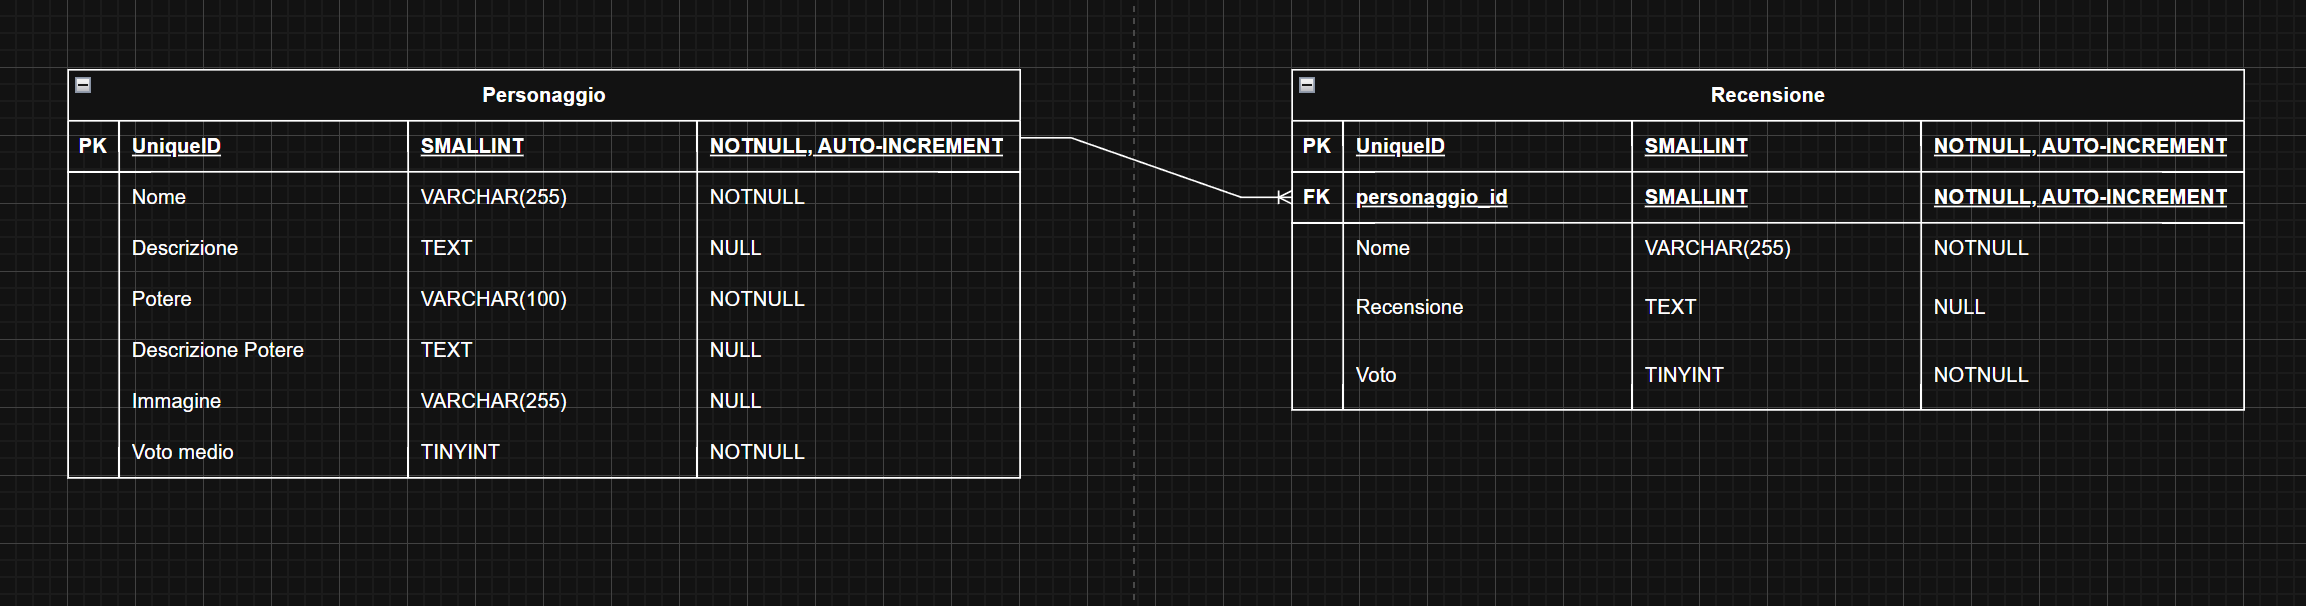 Personaggio
PK UniqueID SMALLINT NOTNULL, AUTO-INCREMENT
Nome VARCHAR(255) NOTNULL
Descrizione TEXT NULL
Potere VARCHAR(100) NOTNULL
Descrizione Potere TEXT NULL
Immagine VARCHAR(255) NULL
Voto medio TINYINT NOTNULL
Recensione
PK UniqueID SMALLINT NOTNULL, AUTO-INCREMENT
FK personaggio_id SMALLINT NOTNULL, AUTO-INCREMENT
Nome VARCHAR(255) NOTNULL
Recensione TEXT NULL
Voto TINYINT NOTNULL